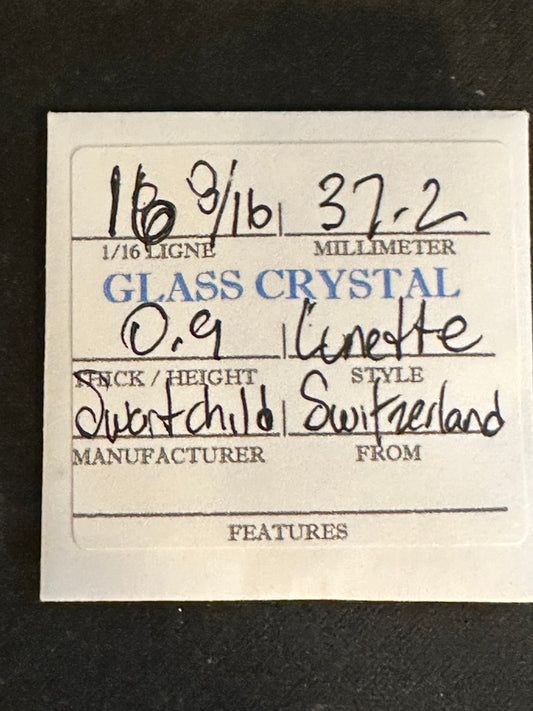 16 8/16 37.2
1/16 LIGNE MILLIMETER
GLASS CRYSTAL
0.9 Lunette
THICK / HEIGHT STYLE
Swartchild Switzerland
MANUFACTURER FROM
FEATURES